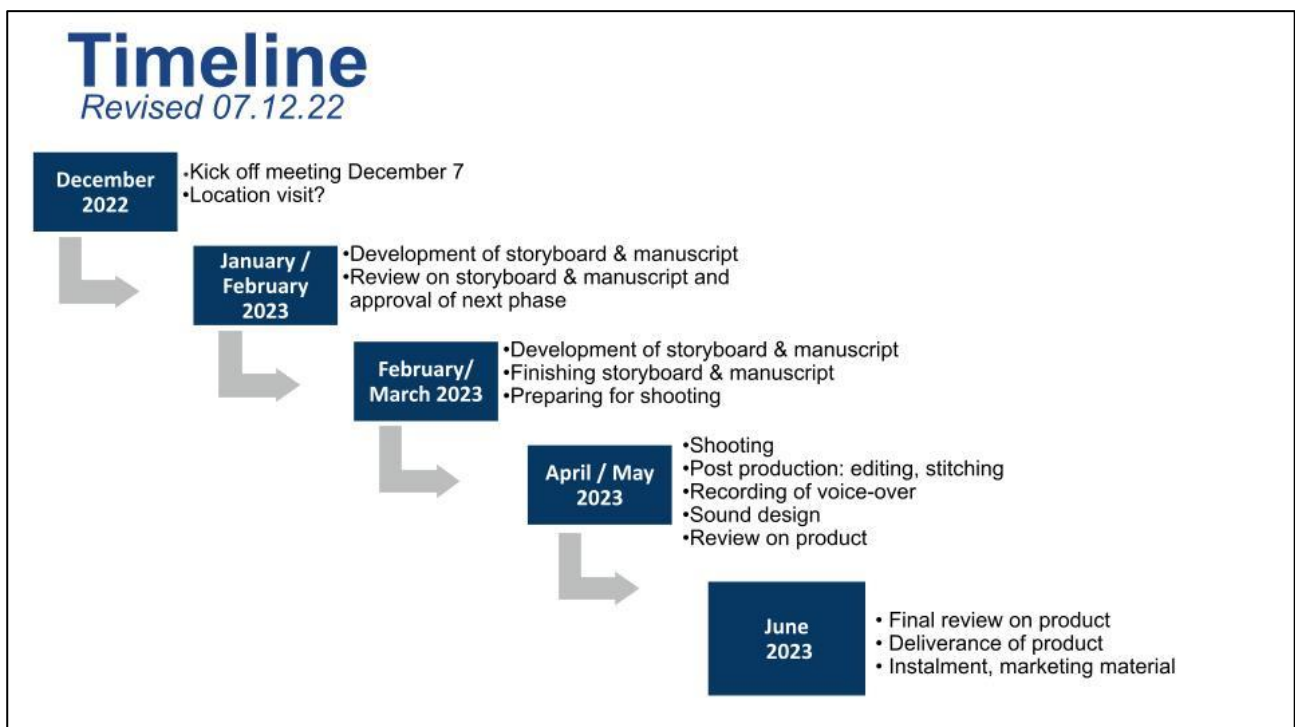 Timeline
Revised 07.12.22
December
2022
•Kick off meeting December 7
•Location visit?
January /
February
2023
•Development of storyboard & manuscript
•Review on storyboard & manuscript and
approval of next phase
February/
March 2023
•Development of storyboard & manuscript
•Finishing storyboard & manuscript
•Preparing for shooting
April / May
2023
•Shooting
•Post production: editing, stitching
•Recording of voice-over
•Sound design
•Review on product
June
2023
• Final review on product
• Deliverance of product
• Instalment, marketing material